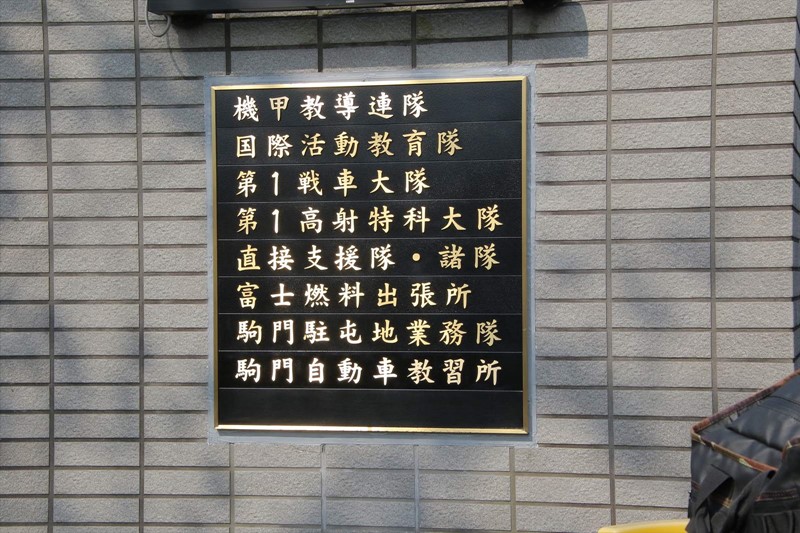 機甲教導連隊
国際活動教育隊
第1戦車大隊
第1高射特科大隊
直接支援隊・諸隊
富士燃料出張所
駒門駐屯地業務隊
駒門自動車教習所